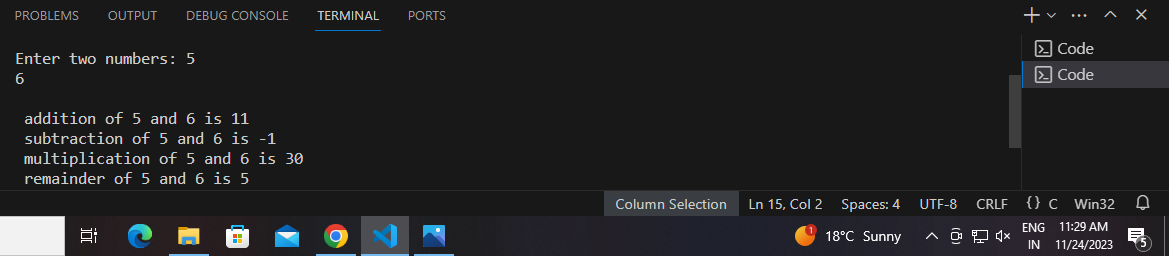 PROBLEMS OUTPUT DEBUG CONSOLE TERMINAL PORTS
Enter two numbers: 5
6
addition of 5 and 6 is 11
subtraction of 5 and 6 is -1
multiplication of 5 and 6 is 30
remainder of 5 and 6 is 5
Code
Code
Column Selection Ln 15, Col 2 Spaces: 4 UTF-8 CRLF {} C Win32
1 18°C Sunny ENG IN 11:29 AM 11/24/2023 5